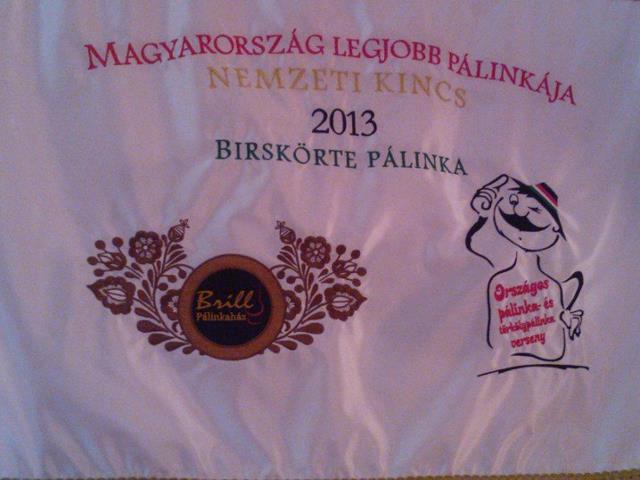 MAGYARORSZÁG LEGJOBB PÁLINKÁJA
NEMZETI KINCS
2013
BIRSKÖRTE PÁLINKA
Brill
Pálinkaház
Országos
pálinka- és
törkölypálinka
verseny